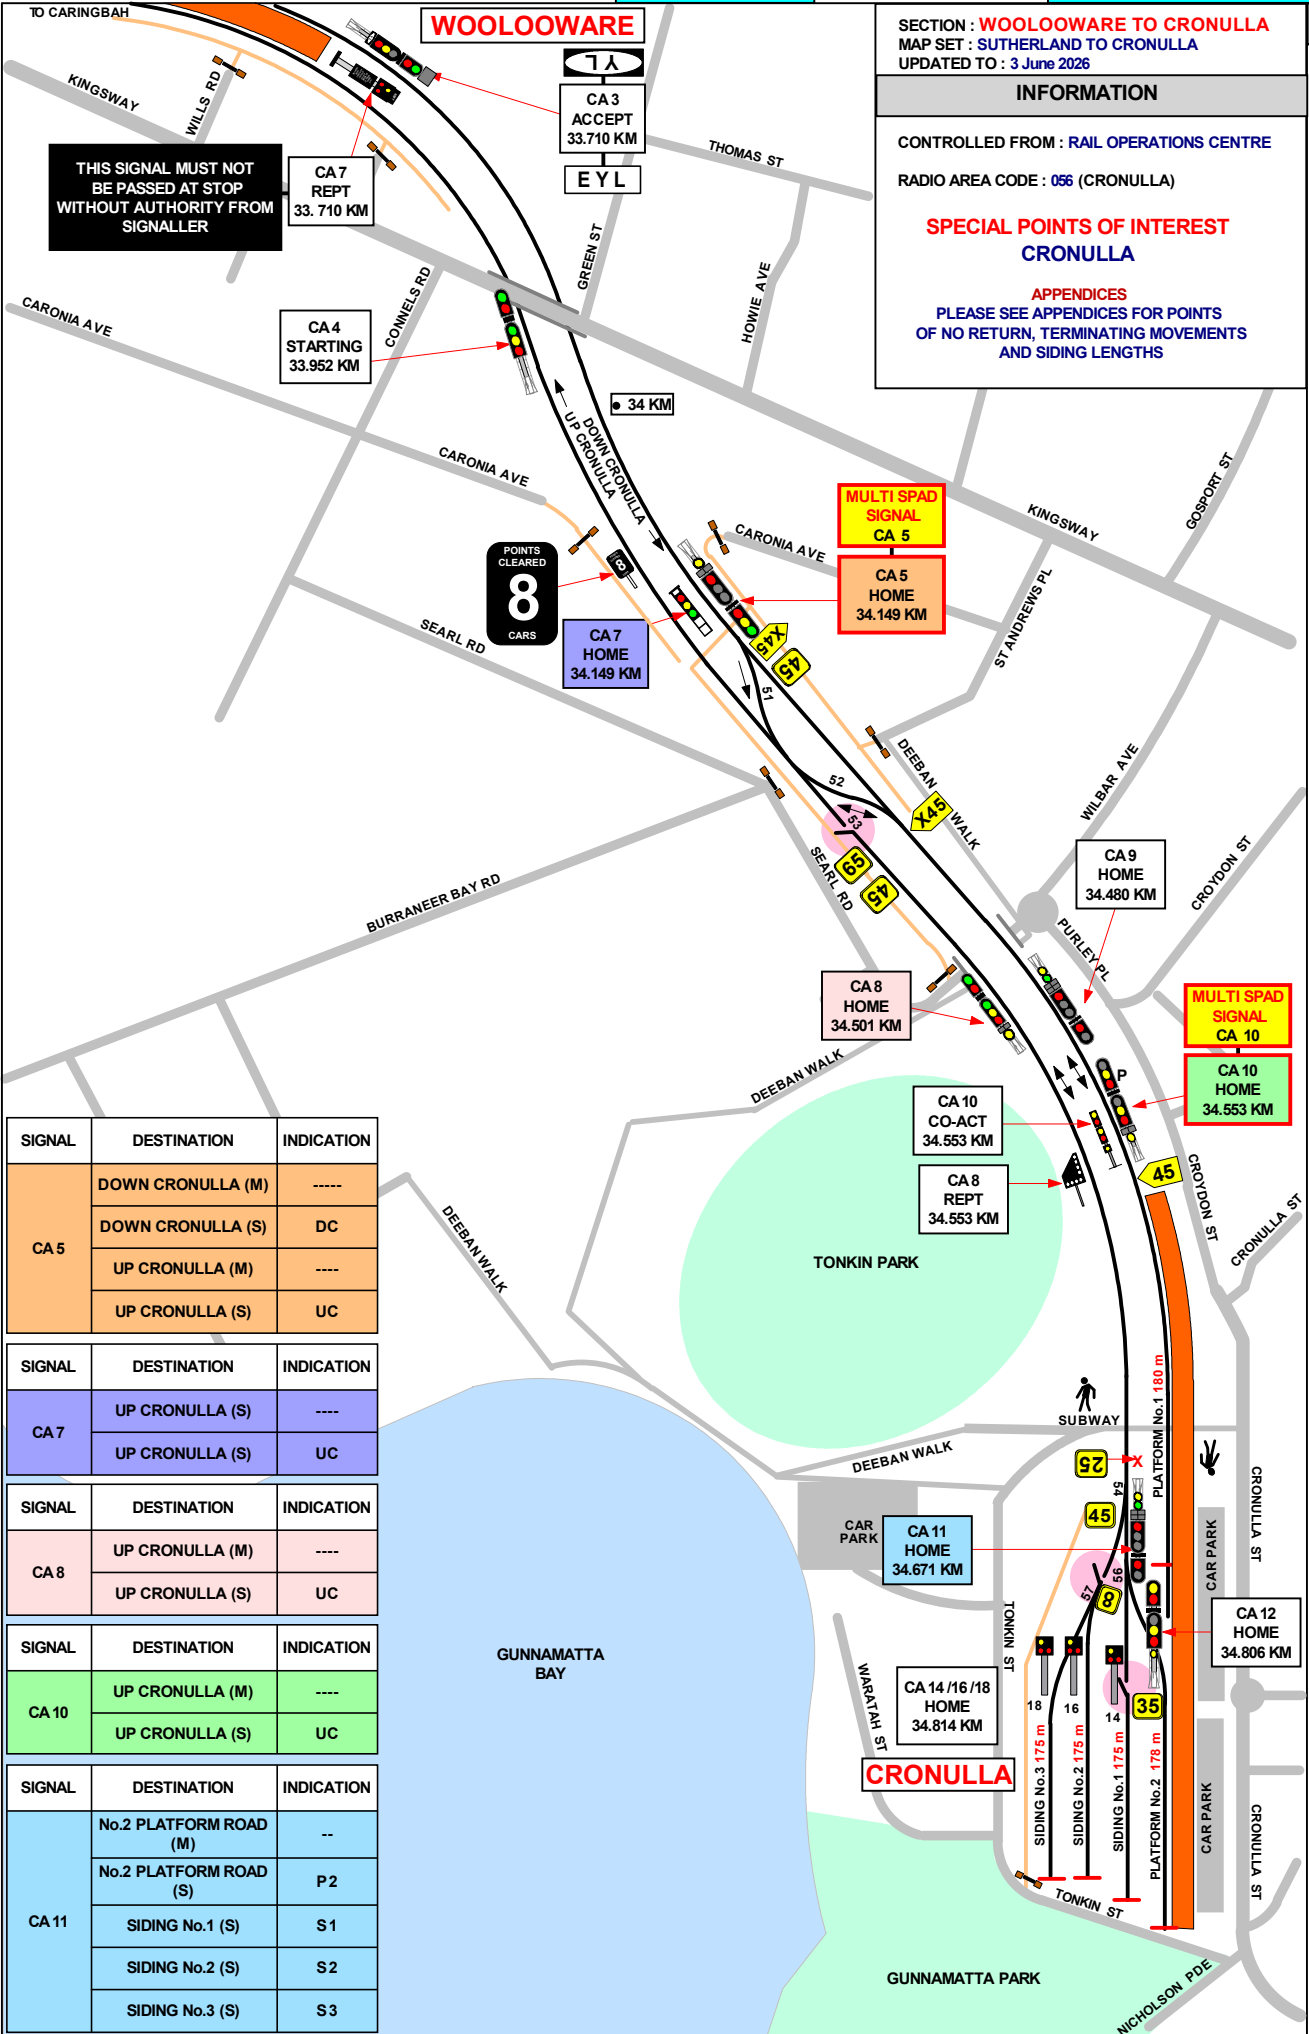 TO CARINGBAH
WOOLOOWARE
SECTION : WOOLOOWARE TO CRONULLA
MAP SET : SUTHERLAND TO CRONULLA
UPDATED TO : 3 June 2026
INFORMATION
CONTROLLED FROM : RAIL OPERATIONS CENTRE
RADIO AREA CODE : 056 (CRONULLA)
SPECIAL POINTS OF INTEREST
CRONULLA
APPENDICES
PLEASE SEE APPENDICES FOR POINTS
OF NO RETURN, TERMINATING MOVEMENTS
AND SIDING LENGTHS
YL
CA 3
ACCEPT
33.710 KM
E Y L
KINGSWAY
WILLS RD
THIS SIGNAL MUST NOT
BE PASSED AT STOP
WITHOUT AUTHORITY FROM
SIGNALLER
CA 7
REPT
33. 710 KM
THOMAS ST
GREEN ST
HOWIE AVE
CONNELS RD
CARONIA AVE
CA 4
STARTING
33.952 KM
34 KM
DOWN CRONULLA
UP CRONULLA
CARONIA AVE
GOSPORT ST
KINGSWAY
MULTI SPAD
SIGNAL
CA 5
CA 5
HOME
34.149 KM
CARONIA AVE
ST ANDREWS PL
POINTS
CLEARED
8
CARS
8
CA 7
HOME
34.149 KM
SEARL RD
X45
45
51
52
53
DEEBAN WALK
WILBAR AVE
X45
65
45
SEARL RD
BURRANEER BAY RD
CA 9
HOME
34.480 KM
CROYDON ST
PURLEY PL
CA 8
HOME
34.501 KM
MULTI SPAD
SIGNAL
CA 10
CA 10
HOME
34.553 KM
P
DEEBAN WALK
CA 10
CO-ACT
34.553 KM
CA 8
REPT
34.553 KM
45
CROYDON ST
CRONULLA ST
TONKIN PARK
DEEBAN WALK
SIGNAL DESTINATION INDICATION
CA 5
DOWN CRONULLA (M) -----
DOWN CRONULLA (S) DC
UP CRONULLA (M) ----
UP CRONULLA (S) UC
SIGNAL DESTINATION INDICATION
CA 7
UP CRONULLA (S) ----
UP CRONULLA (S) UC
SIGNAL DESTINATION INDICATION
CA 8
UP CRONULLA (M) ----
UP CRONULLA (S) UC
SIGNAL DESTINATION INDICATION
CA 10
UP CRONULLA (M) ----
UP CRONULLA (S) UC
SIGNAL DESTINATION INDICATION
CA 11
No.2 PLATFORM ROAD
(M) --
No.2 PLATFORM ROAD
(S) P 2
SIDING No.1 (S) S 1
SIDING No.2 (S) S 2
SIDING No.3 (S) S 3
SUBWAY
PLATFORM No.1 180 m
DEEBAN WALK
25
X
54
45
CAR
PARK
CA 11
HOME
34.671 KM
CAR PARK
CRONULLA ST
56
57
8
CA 12
HOME
34.806 KM
TONKIN ST
WARATAH ST
GUNNAMATTA
BAY
CA 14 /16 /18
HOME
34.814 KM
18
16
14
35
CRONULLA
SIDING No.3 175 m
SIDING No.2 175 m
SIDING No.1 175 m
PLATFORM No.2 178 m
CAR PARK
CRONULLA ST
TONKIN ST
GUNNAMATTA PARK
NICHOLSON PDE